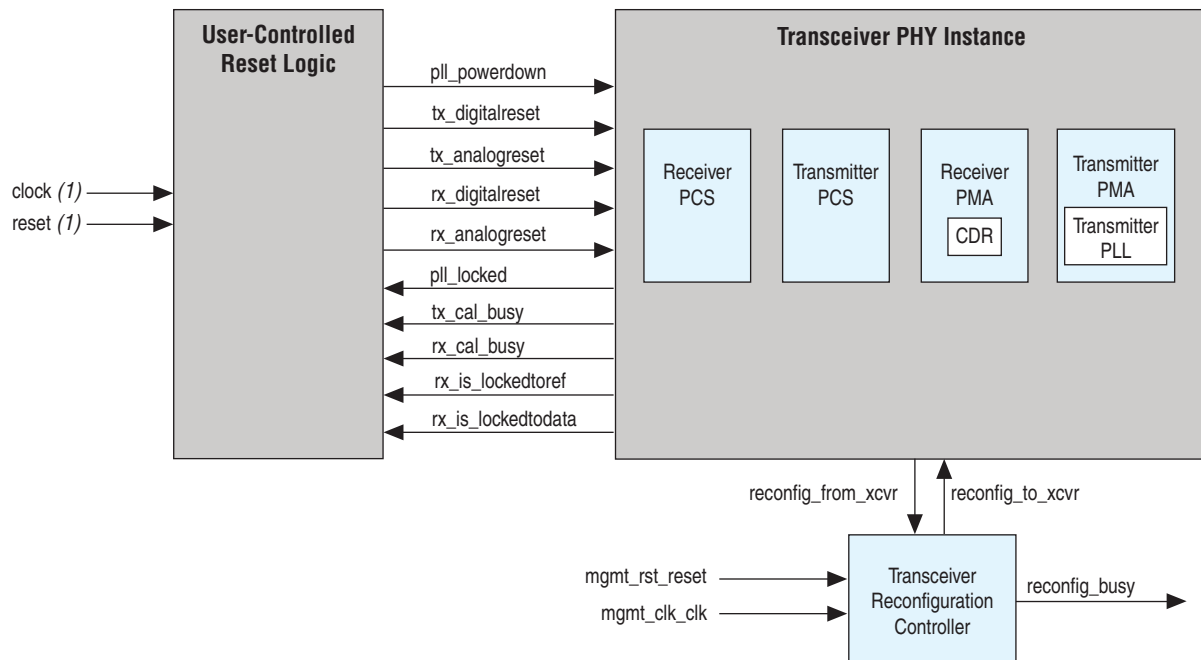 User-Controlled
Reset Logic
Transceiver PHY Instance
pll_powerdown
tx_digitalreset
tx_analogreset
rx_digitalreset
rx_analogreset
pll_locked
tx_cal_busy
rx_cal_busy
rx_is_lockedtoref
rx_is_lockedtodata
clock (1)
reset (1)
Receiver
PCS
Transmitter
PCS
Receiver
PMA
CDR
Transmitter
PMA
Transmitter
PLL
reconfig_from_xcvr
reconfig_to_xcvr
mgmt_rst_reset
mgmt_clk_clk
Transceiver
Reconfiguration
Controller
reconfig_busy